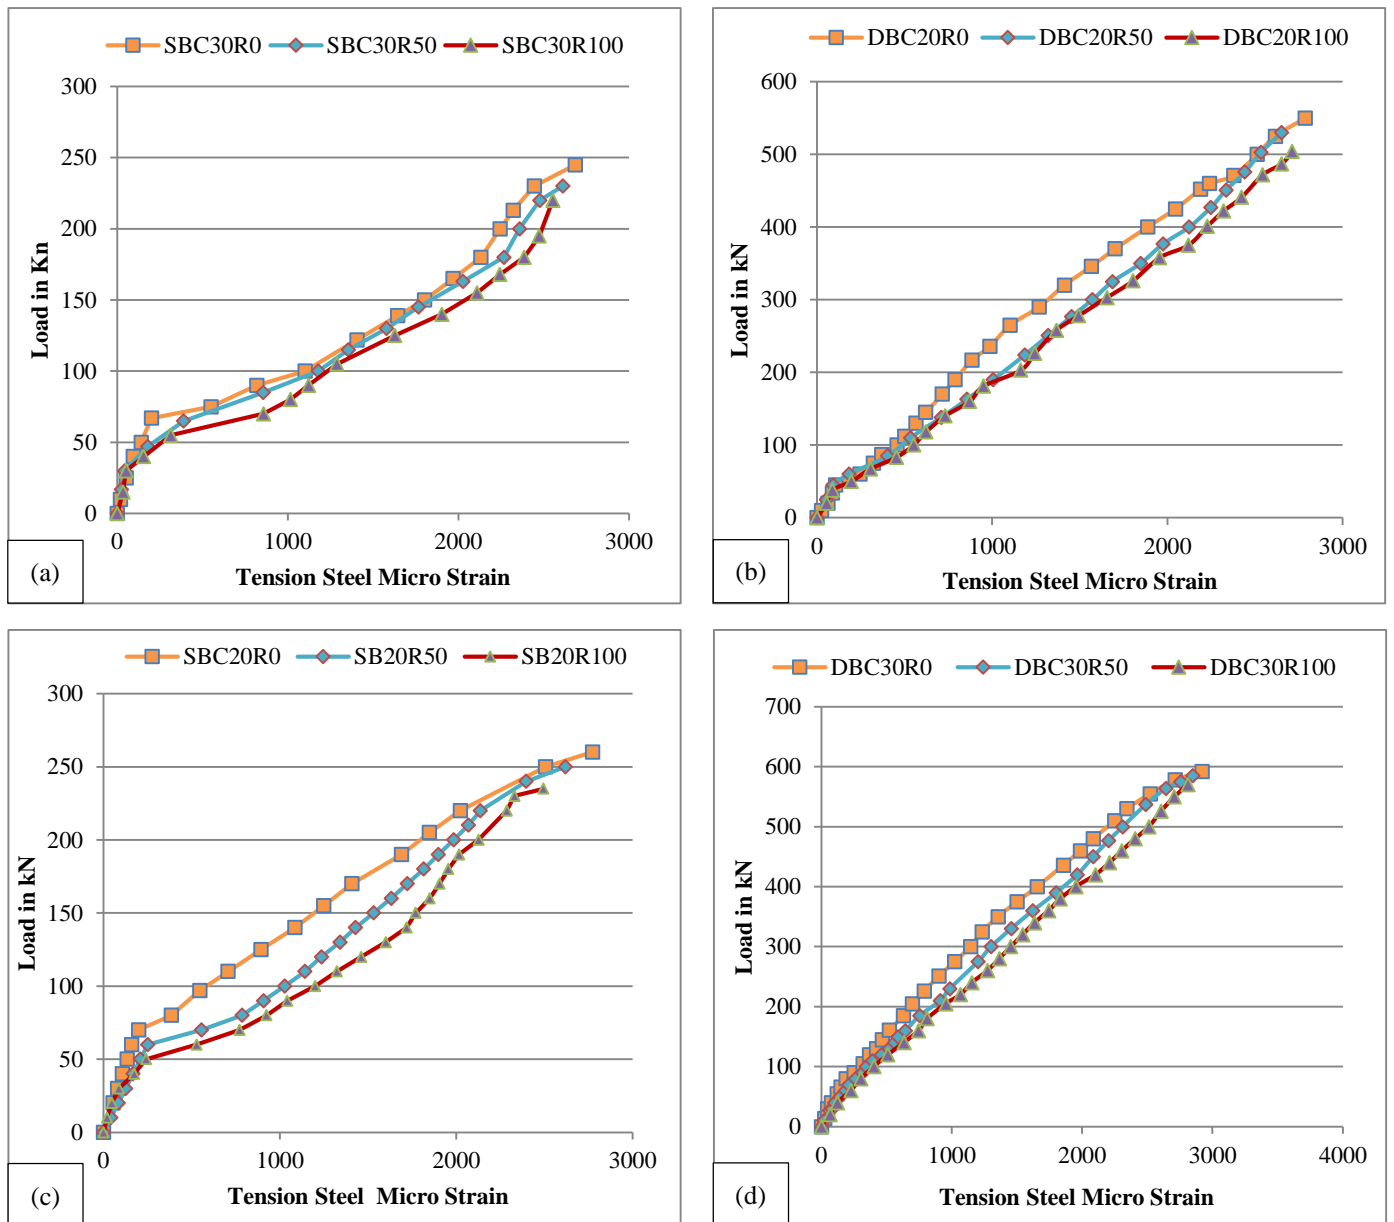 SBC30R0 SBC30R50 SBC30R100
300
250
200
150
100
50
0
Load in Kn
0 1000 2000 3000
Tension Steel Micro Strain
(a)
DBC20R0 DBC20R50 DBC20R100
600
500
400
300
200
100
0
Load in kN
0 1000 2000 3000
Tension Steel Micro Strain
(b)
SBC20R0 SB20R50 SB20R100
300
250
200
150
100
50
0
Load in kN
0 1000 2000 3000
Tension Steel  Micro Strain
(c)
DBC30R0 DBC30R50 DBC30R100
700
600
500
400
300
200
100
0
Load in kN
0 1000 2000 3000 4000
Tension Steel Micro Strain
(d)